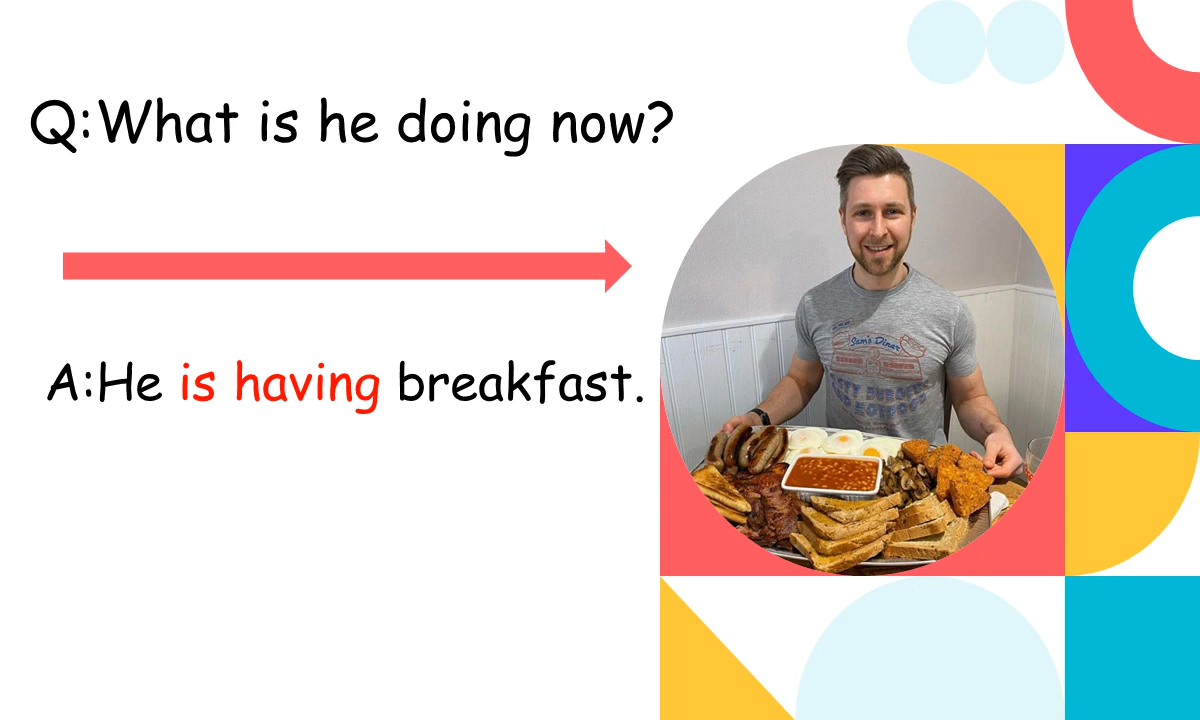 Q:What is he doing now?
A:He is having breakfast.
Sam's Diner